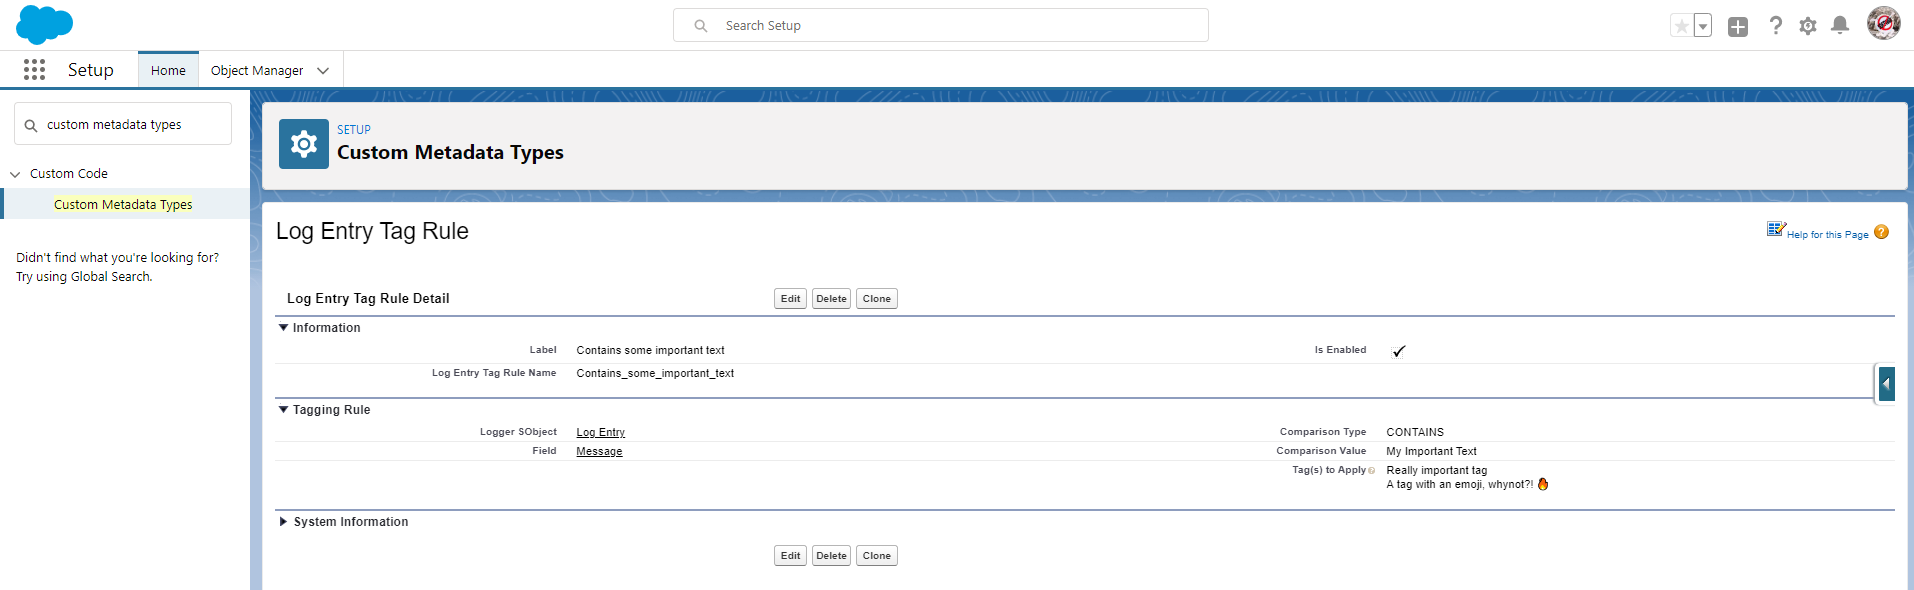 Search Setup
Setup
Home
Object Manager
custom metadata types
Custom Code
Custom Metadata Types
Didn't find what you're looking for?
Try using Global Search.
SETUP
Custom Metadata Types
Log Entry Tag Rule
Help for this Page
Log Entry Tag Rule Detail
Edit Delete Clone
Information
Label Contains some important text Is Enabled
Log Entry Tag Rule Name Contains_some_important_text
Tagging Rule
Logger SObject Log Entry Comparison Type CONTAINS
Field Message Comparison Value My Important Text
Tag(s) to Apply Really important tag
A tag with an emoji, whynot?! 🔥
System Information
Edit Delete Clone